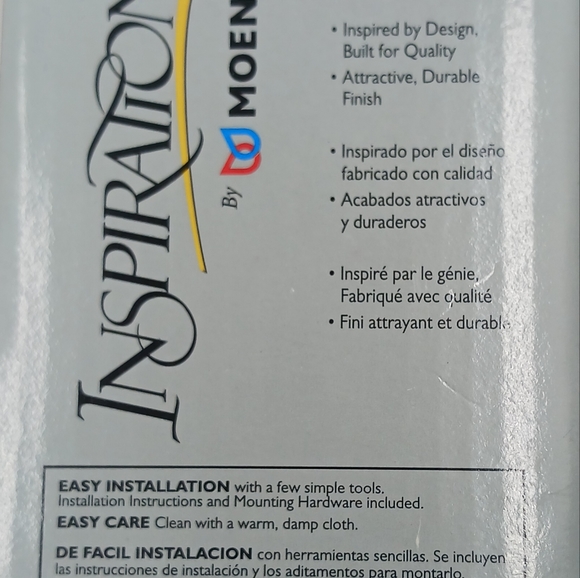 INSPIRATION
By MOEN
• Inspired by Design,
Built for Quality
• Attractive, Durable
Finish
• Inspirado por el diseño
fabricado con calidad
• Acabados atractivos
y duraderos
• Inspiré par le génie,
Fabriqué avec qualité
• Fini attrayant et durable
EASY INSTALLATION with a few simple tools.
Installation Instructions and Mounting Hardware included.
EASY CARE Clean with a warm, damp cloth.
DE FACIL INSTALACION con herramientas sencillas. Se incluyen
las instrucciones de instalación y los aditamentos para montarlo.